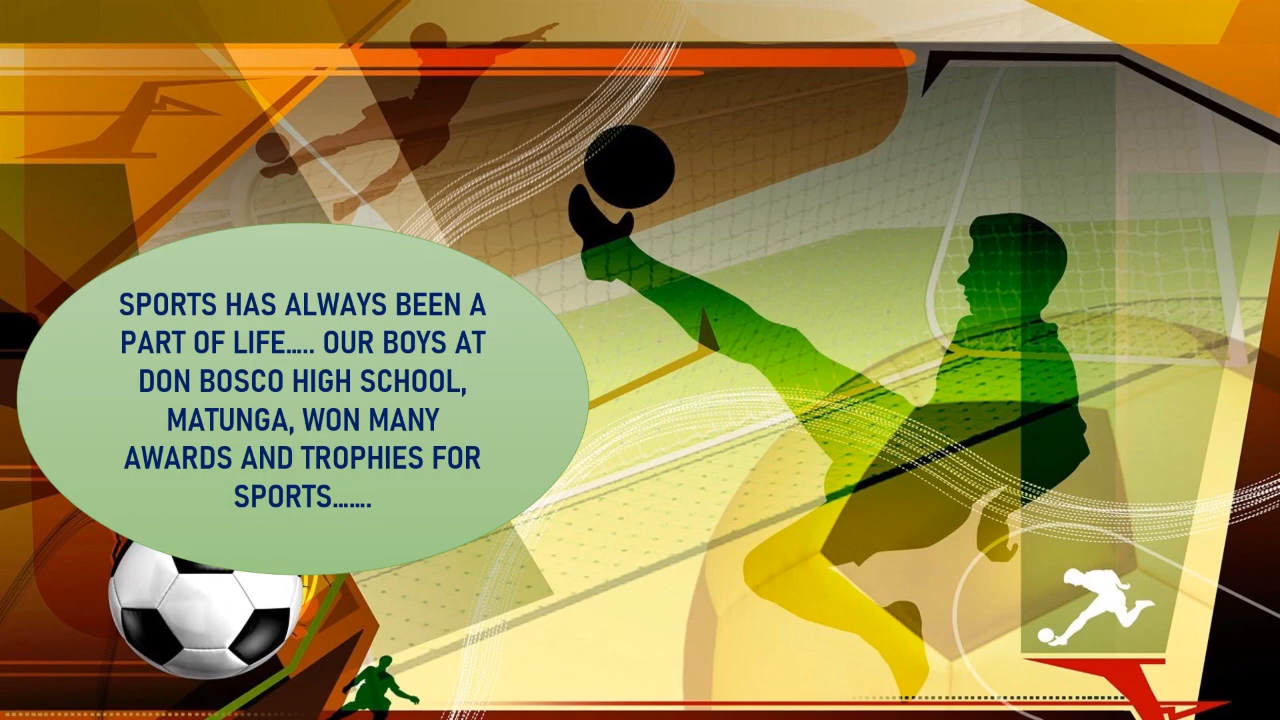 SPORTS HAS ALWAYS BEEN A
PART OF LIFE..... OUR BOYS AT
DON BOSCO HIGH SCHOOL,
MATUNGA, WON MANY
AWARDS AND TROPHIES FOR
SPORTS.......